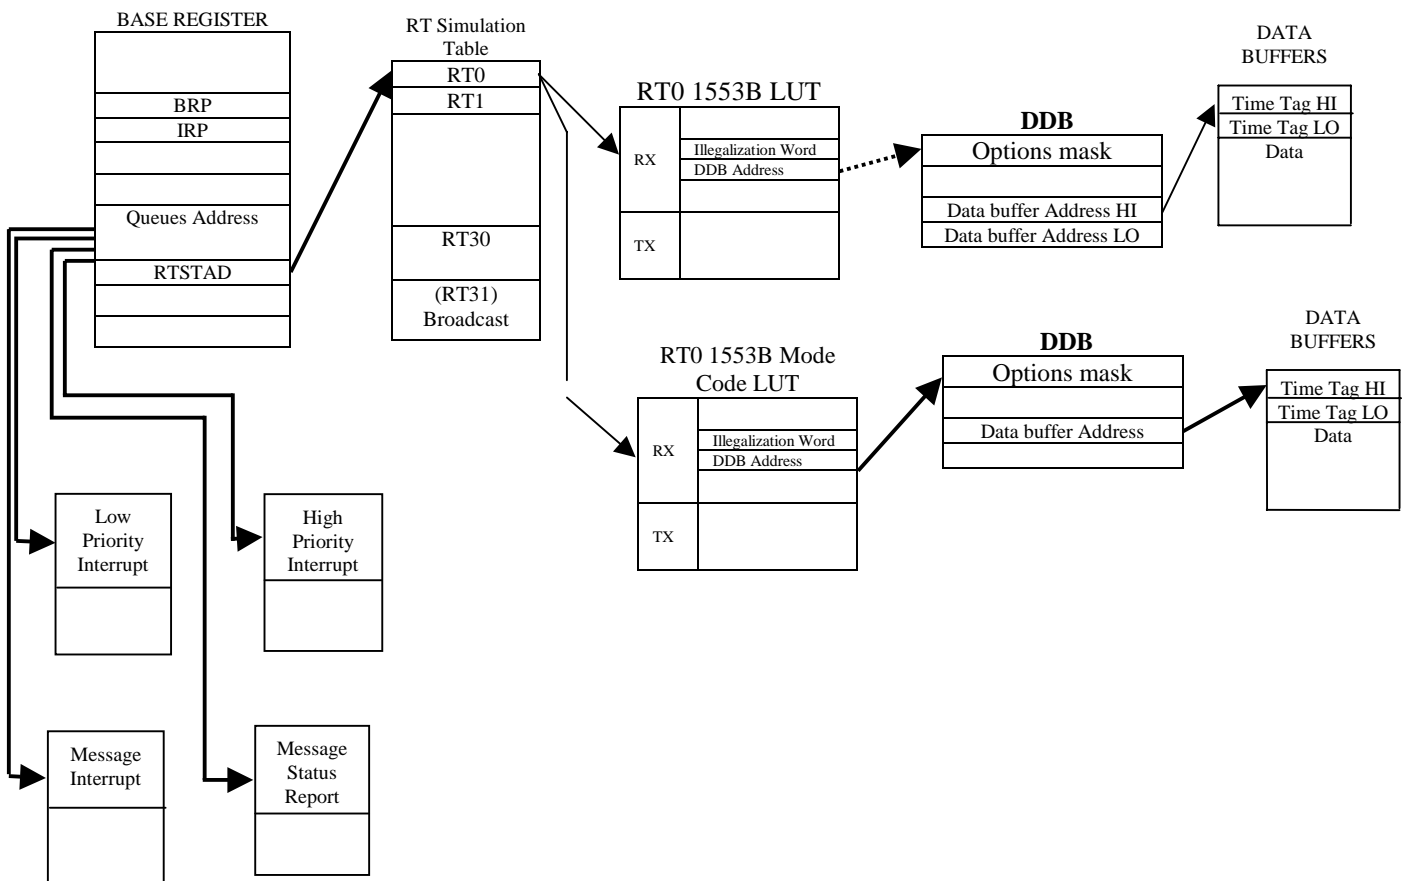 BASE REGISTER
BRP
IRP
Queues Address
RTSTAD
RT Simulation
Table
RT0
RT1
RT30
(RT31)
Broadcast
RT0 1553B LUT
RX
Illegalization Word
DDB Address
TX
DDB
Options mask
Data buffer Address HI
Data buffer Address LO
DATA
BUFFERS
Time Tag HI
Time Tag LO
Data
RT0 1553B Mode
Code LUT
RX
Illegalization Word
DDB Address
TX
DDB
Options mask
Data buffer Address
DATA
BUFFERS
Time Tag HI
Time Tag LO
Data
Low
Priority
Interrupt
High
Priority
Interrupt
Message
Interrupt
Message
Status
Report